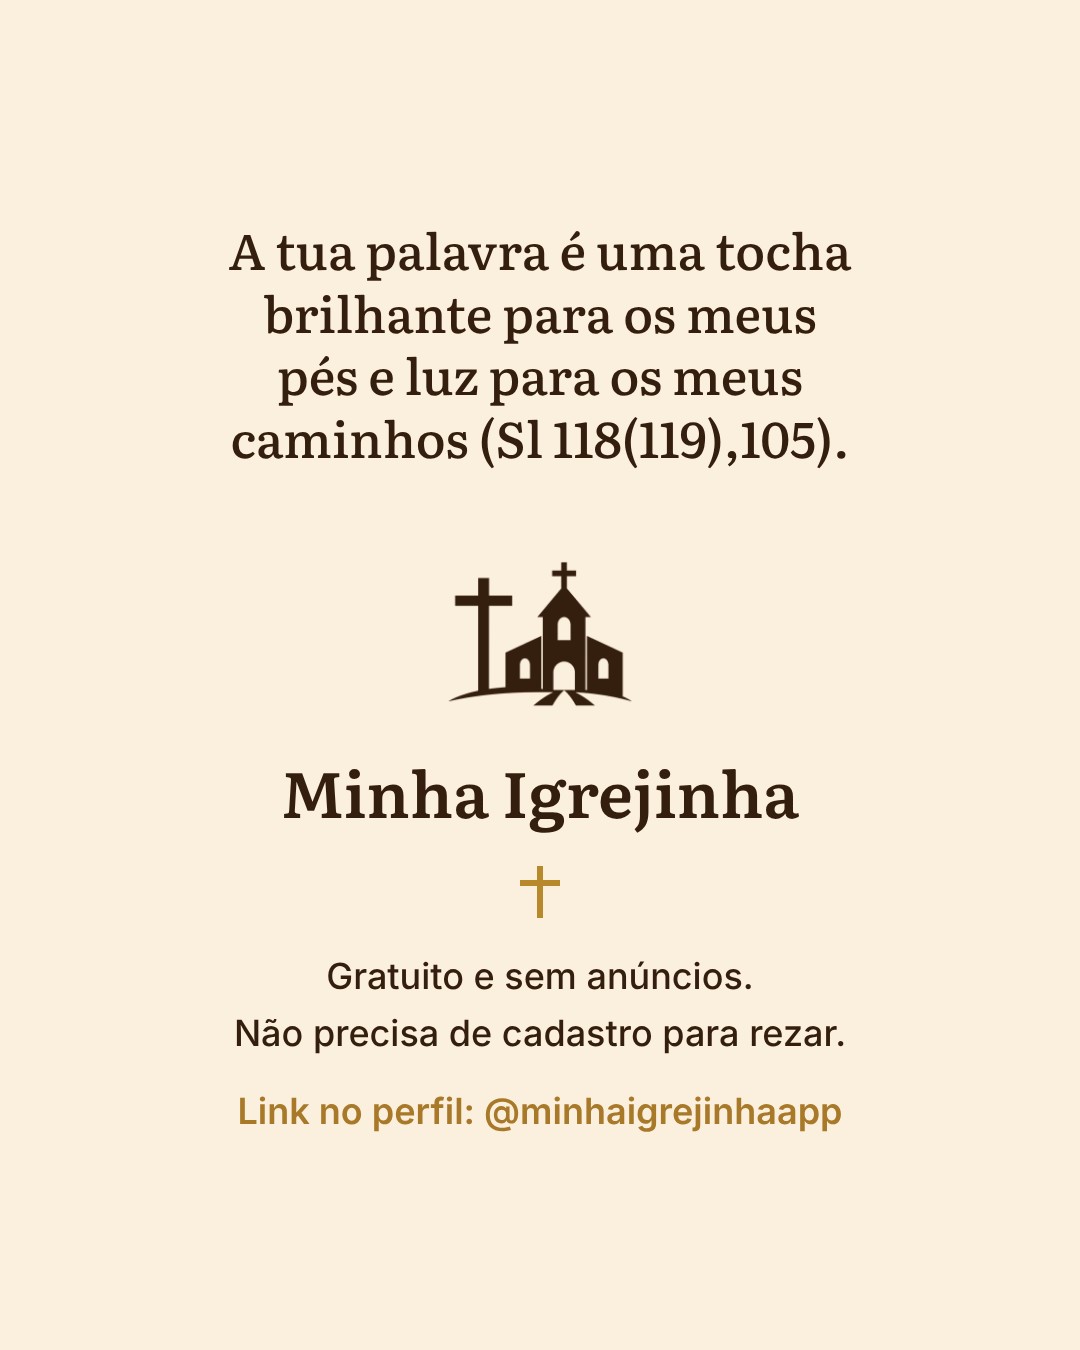 A tua palavra é uma tocha
brilhante para os meus
pés e luz para os meus
caminhos (Sl 118(119),105).
Minha Igrejinha
Gratuito e sem anúncios.
Não precisa de cadastro para rezar.
Link no perfil: @minhaigrejinhaapp